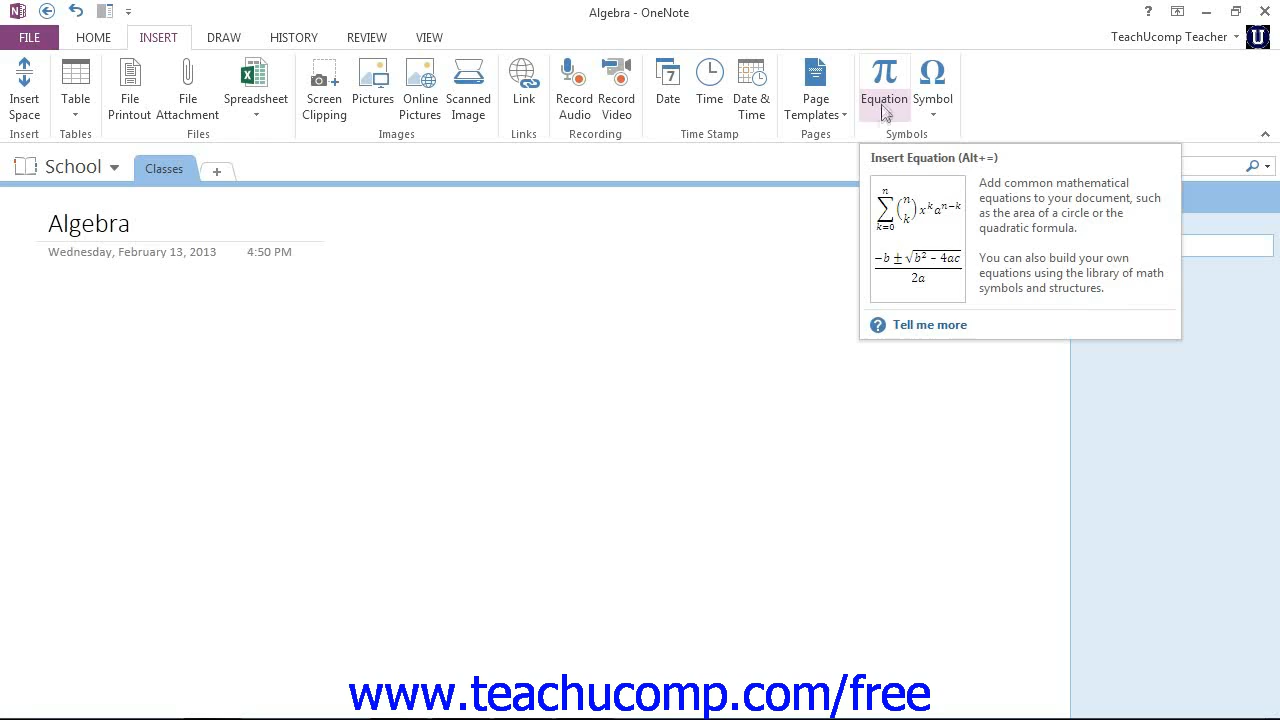 Algebra - OneNote
?
FILE HOME INSERT DRAW HISTORY REVIEW VIEW
TeachUcomp Teacher
U
Insert Space
Table
File Printout
File Attachment
Spreadsheet
Screen Clipping
Pictures
Online Pictures
Scanned Image
Link
Record Audio
Record Video
7
Date
Time
Date & Time
Page Templates
π
Equation
Ω
Symbol
Insert Tables Files Images Links Recording Time Stamp Pages Symbols
School
Classes
+
Insert Equation (Alt+=)
Add common mathematical
equations to your document, such
as the area of a circle or the
quadratic formula.
You can also build your own
equations using the library of math
symbols and structures.
n
∑ (n k) x^k a^(n−k)
k=0
−b ± √b² − 4ac
2a
? Tell me more
Algebra
Wednesday, February 13, 2013 4:50 PM
www.teachucomp.com/free